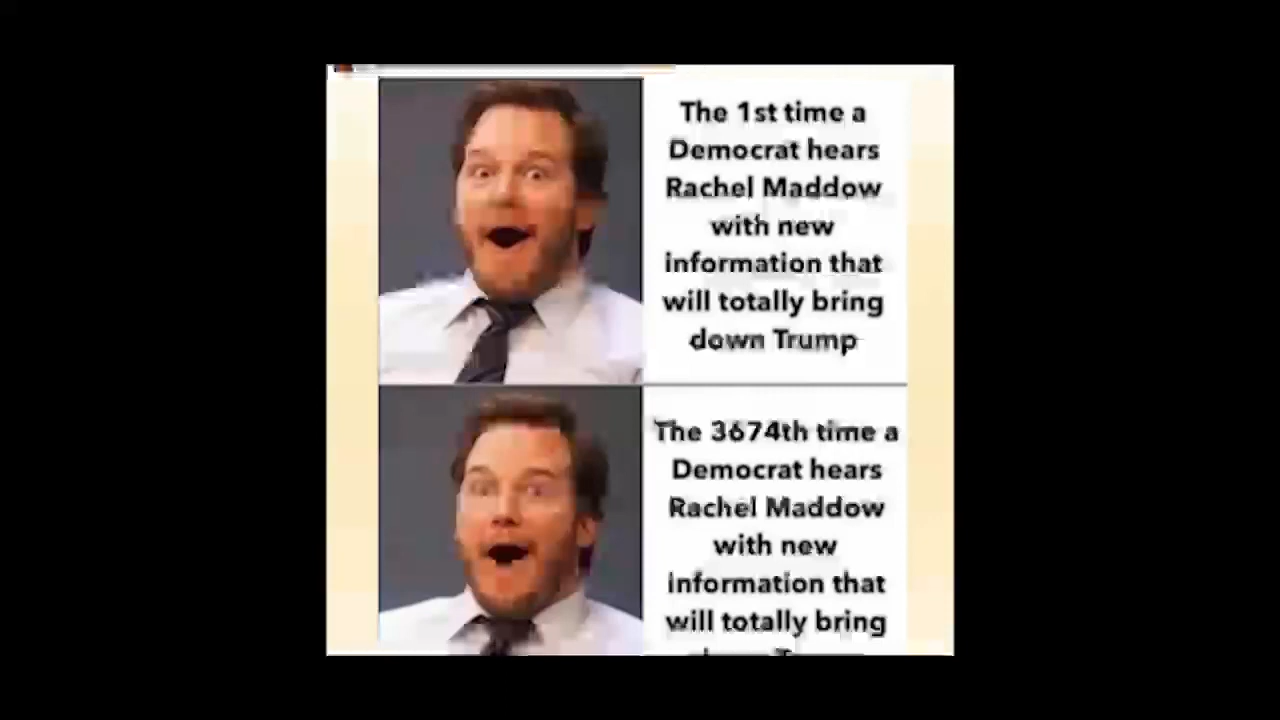 The 1st time a
Democrat hears
Rachel Maddow
with new
information that
will totally bring
down Trump
The 3674th time a
Democrat hears
Rachel Maddow
with new
information that
will totally bring